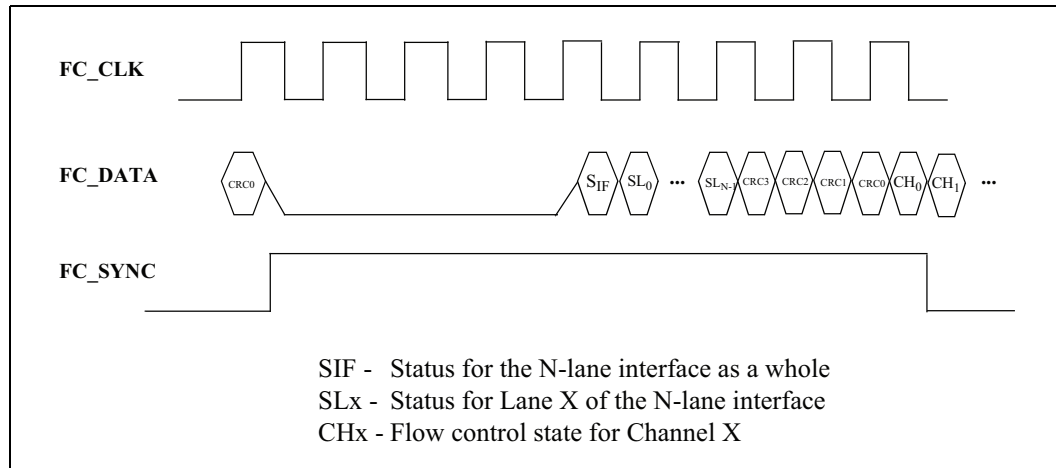 FC_CLK
FC_DATA
CRC0 SIF SL0 ... SLN-1 CRC3 CRC2 CRC1 CRC0 CH0 CH1 ...
FC_SYNC
SIF - Status for the N-lane interface as a whole
SLx - Status for Lane X of the N-lane interface
CHx - Flow control state for Channel X